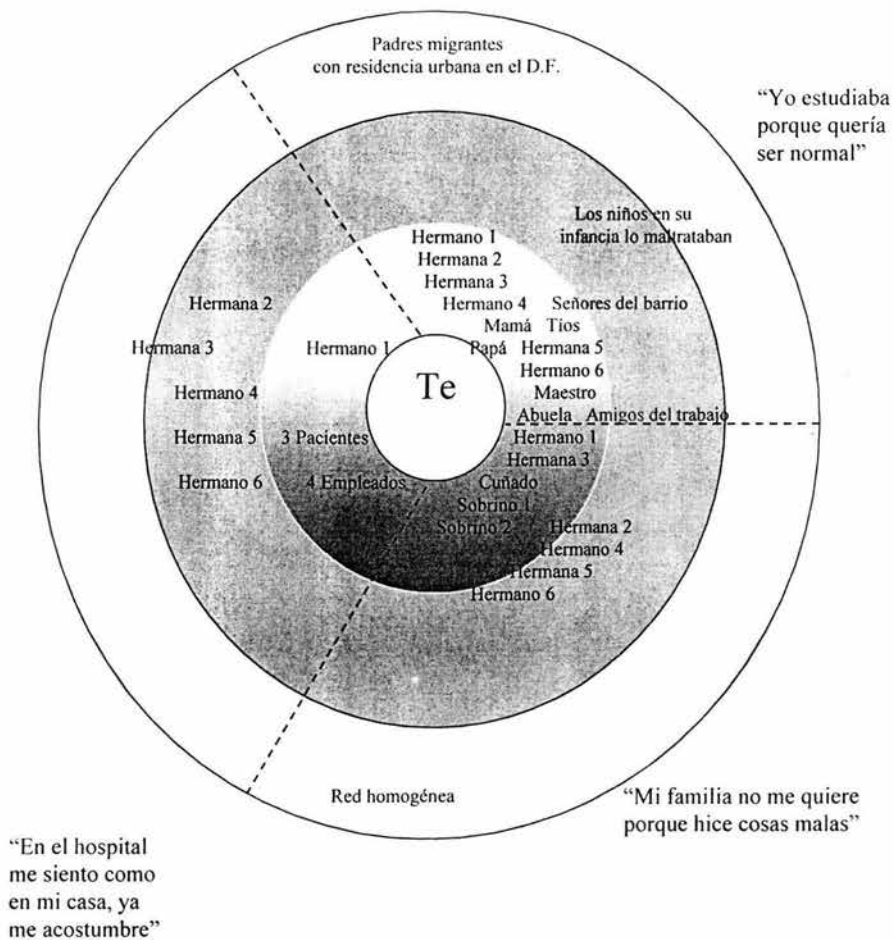 Padres migrantes
con residencia urbana en el D.F.
“Yo estudiaba
porque quería
ser normal”
Los niños en su
infancia lo maltrataban
Hermano 1
Hermana 2
Hermana 3
Hermano 4
Señores del barrio
Mamá Tíos
Papá Hermana 5
Hermano 6
Maestro
Abuela Amigos del trabajo
Hermana 2
Hermana 3
Hermano 1
Hermano 4
Hermana 5
3 Pacientes
Hermano 6
4 Empleados
Te
Hermano 1
Hermana 3
Cuñado
Sobrino 1
Sobrino 2
Hermana 2
Hermano 4
Hermana 5
Hermano 6
Red homogénea
“Mi familia no me quiere
porque hice cosas malas”
“En el hospital
me siento como
en mi casa, ya
me acostumbre”